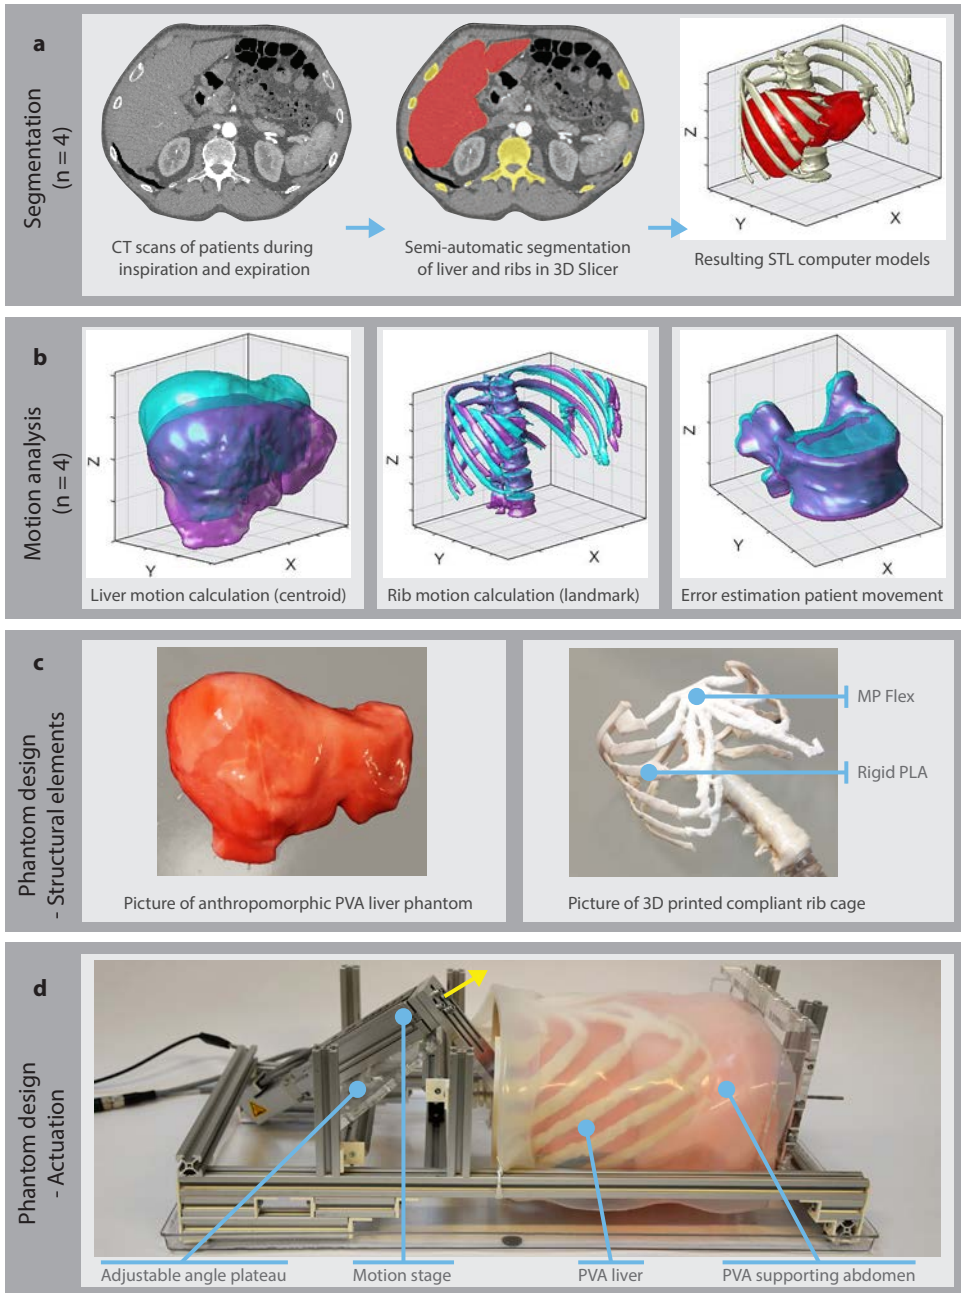 a
Segmentation
(n = 4)
CT scans of patients during
inspiration and expiration
Semi-automatic segmentation
of liver and ribs in 3D Slicer
Z
Y
X
Resulting STL computer models
b
Motion analysis
(n = 4)
Z
Y
X
Liver motion calculation (centroid)
Z
Y
X
Rib motion calculation (landmark)
Z
Y
X
Error estimation patient movement
c
Phantom design
- Structural elements
Picture of anthropomorphic PVA liver phantom
MP Flex
Rigid PLA
Picture of 3D printed compliant rib cage
d
Phantom design
- Actuation
Adjustable angle plateau
Motion stage
PVA liver
PVA supporting abdomen